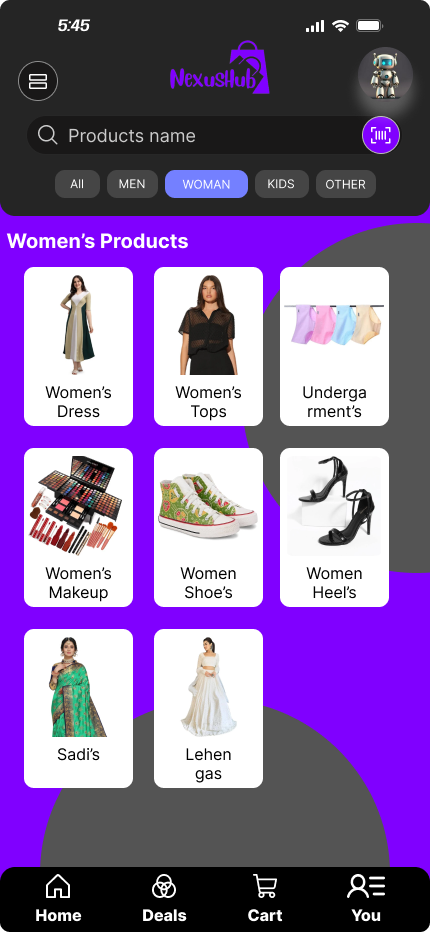 5:45
NexusHub
Products name
All
MEN
WOMAN
KIDS
OTHER
Women's Products
Women's
Dress
Women's
Tops
Underga
rment's
Women's
Makeup
Women
Shoe's
Women
Heel's
Sadi's
Lehen
gas
Home
Deals
Cart
You